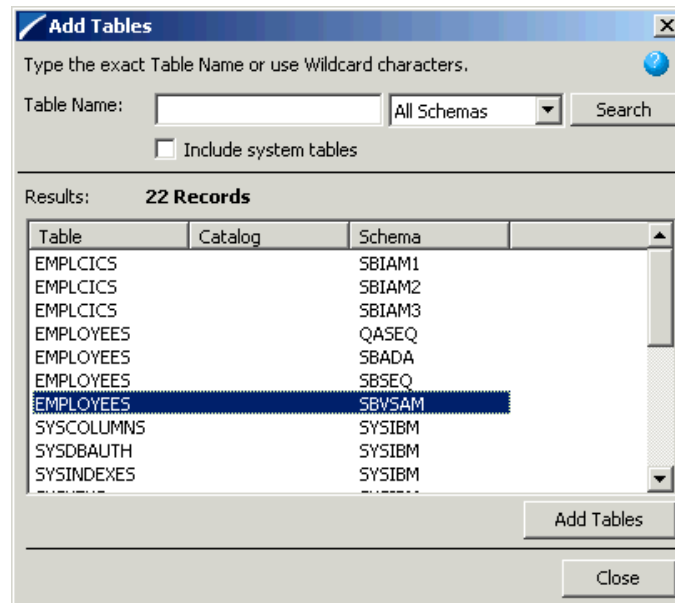 Add Tables
Type the exact Table Name or use Wildcard characters.
Table Name: All Schemas Search
Include system tables
Results: 22 Records
Table Catalog Schema
EMPLCICS SBIAM1
EMPLCICS SBIAM2
EMPLCICS SBIAM3
EMPLOYEES QASEQ
EMPLOYEES SBADA
EMPLOYEES SBSEQ
EMPLOYEES SBVSAM
SYSCOLUMNS SYSIBM
SYSDBAUTH SYSIBM
SYSINDEXES SYSIBM
Add Tables
Close